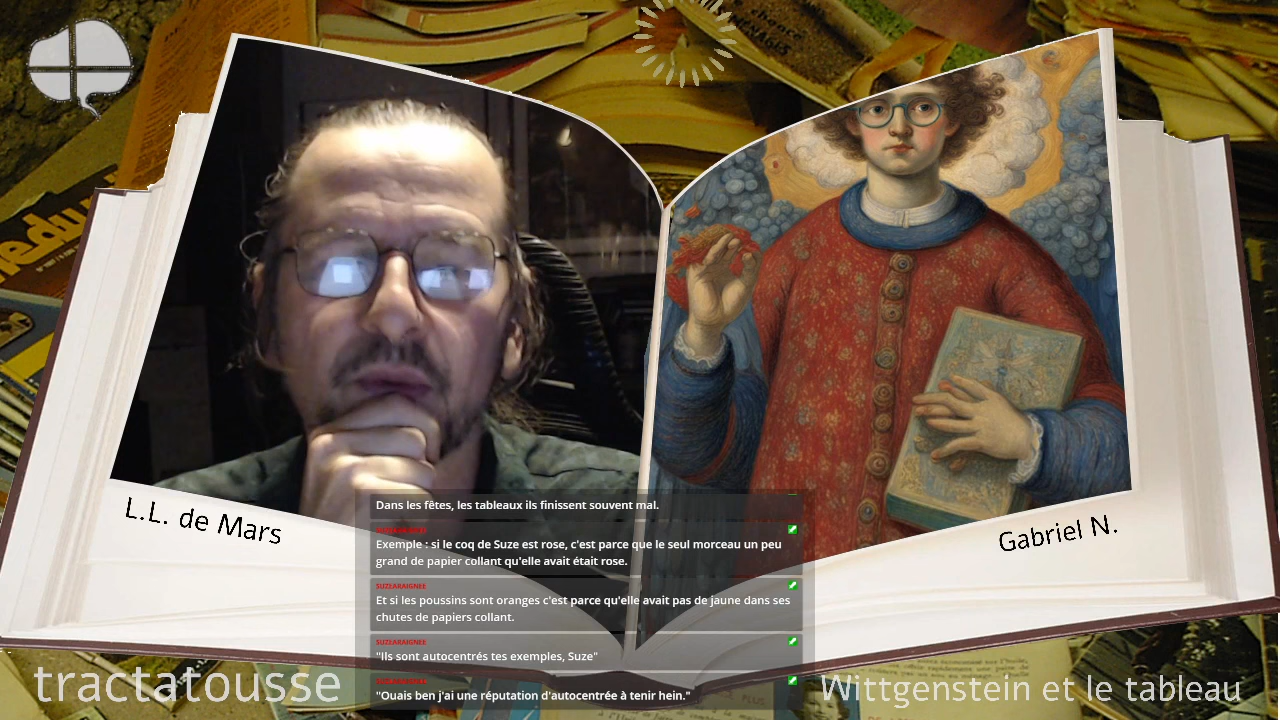 L.L. de Mars
Gabriel N.
Dans les fêtes, les tableaux ils finissent souvent mal.
Exemple : si le coq de Suze est rose, c'est parce que le seul morceau un peu
grand de papier collant qu'elle avait était rose.
SUZEARAIGNEE
Et si les poussins sont oranges c'est parce qu'elle avait pas de jaune dans ses
chutes de papiers collant.
SUZEARAIGNEE
"Ils sont autocentrés tes exemples, Suze"
SUZEARAIGNEE
"Ouais ben j'ai une réputation d'autocentrée à tenir hein."
tractatousse
Wittgenstein et le tableau